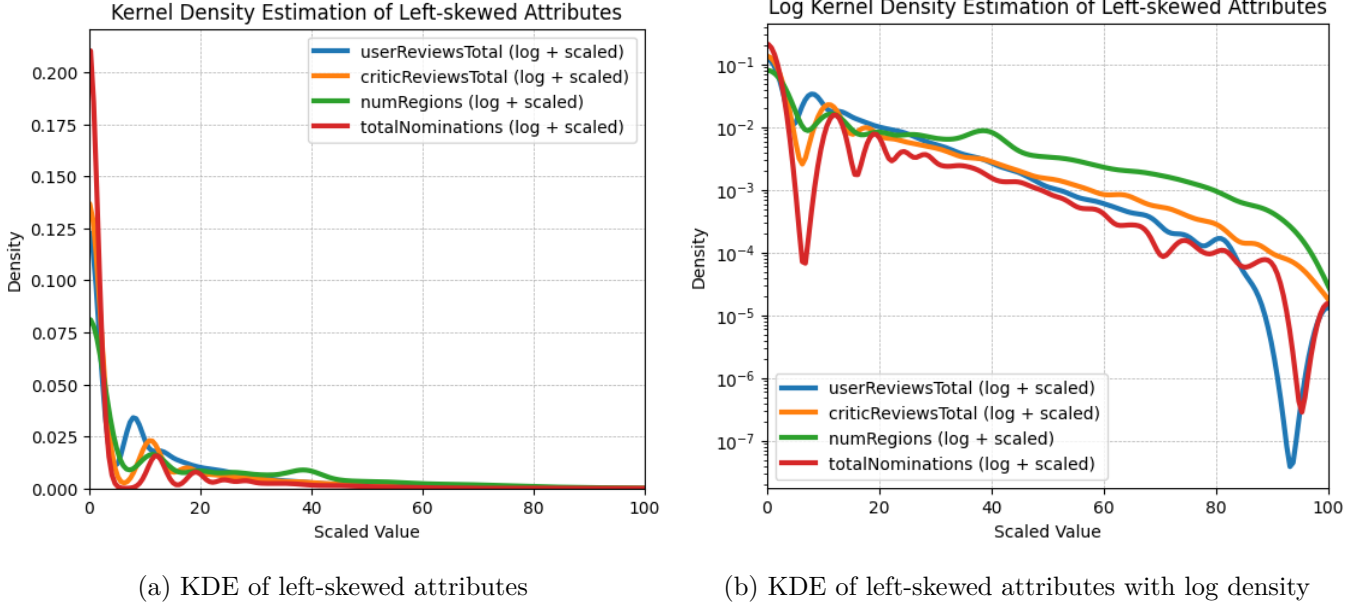 Kernel Density Estimation of Left-skewed Attributes
0.200
0.175
0.150
0.125
0.100
0.075
0.050
0.025
0.000
Density
userReviewsTotal (log + scaled)
criticReviewsTotal (log + scaled)
numRegions (log + scaled)
totalNominations (log + scaled)
0 20 40 60 80 100
Scaled Value
(a) KDE of left-skewed attributes
Log Kernel Density Estimation of Left-skewed Attributes
10⁻¹
10⁻²
10⁻³
10⁻⁴
10⁻⁵
10⁻⁶
10⁻⁷
Density
userReviewsTotal (log + scaled)
criticReviewsTotal (log + scaled)
numRegions (log + scaled)
totalNominations (log + scaled)
0 20 40 60 80 100
Scaled Value
(b) KDE of left-skewed attributes with log density